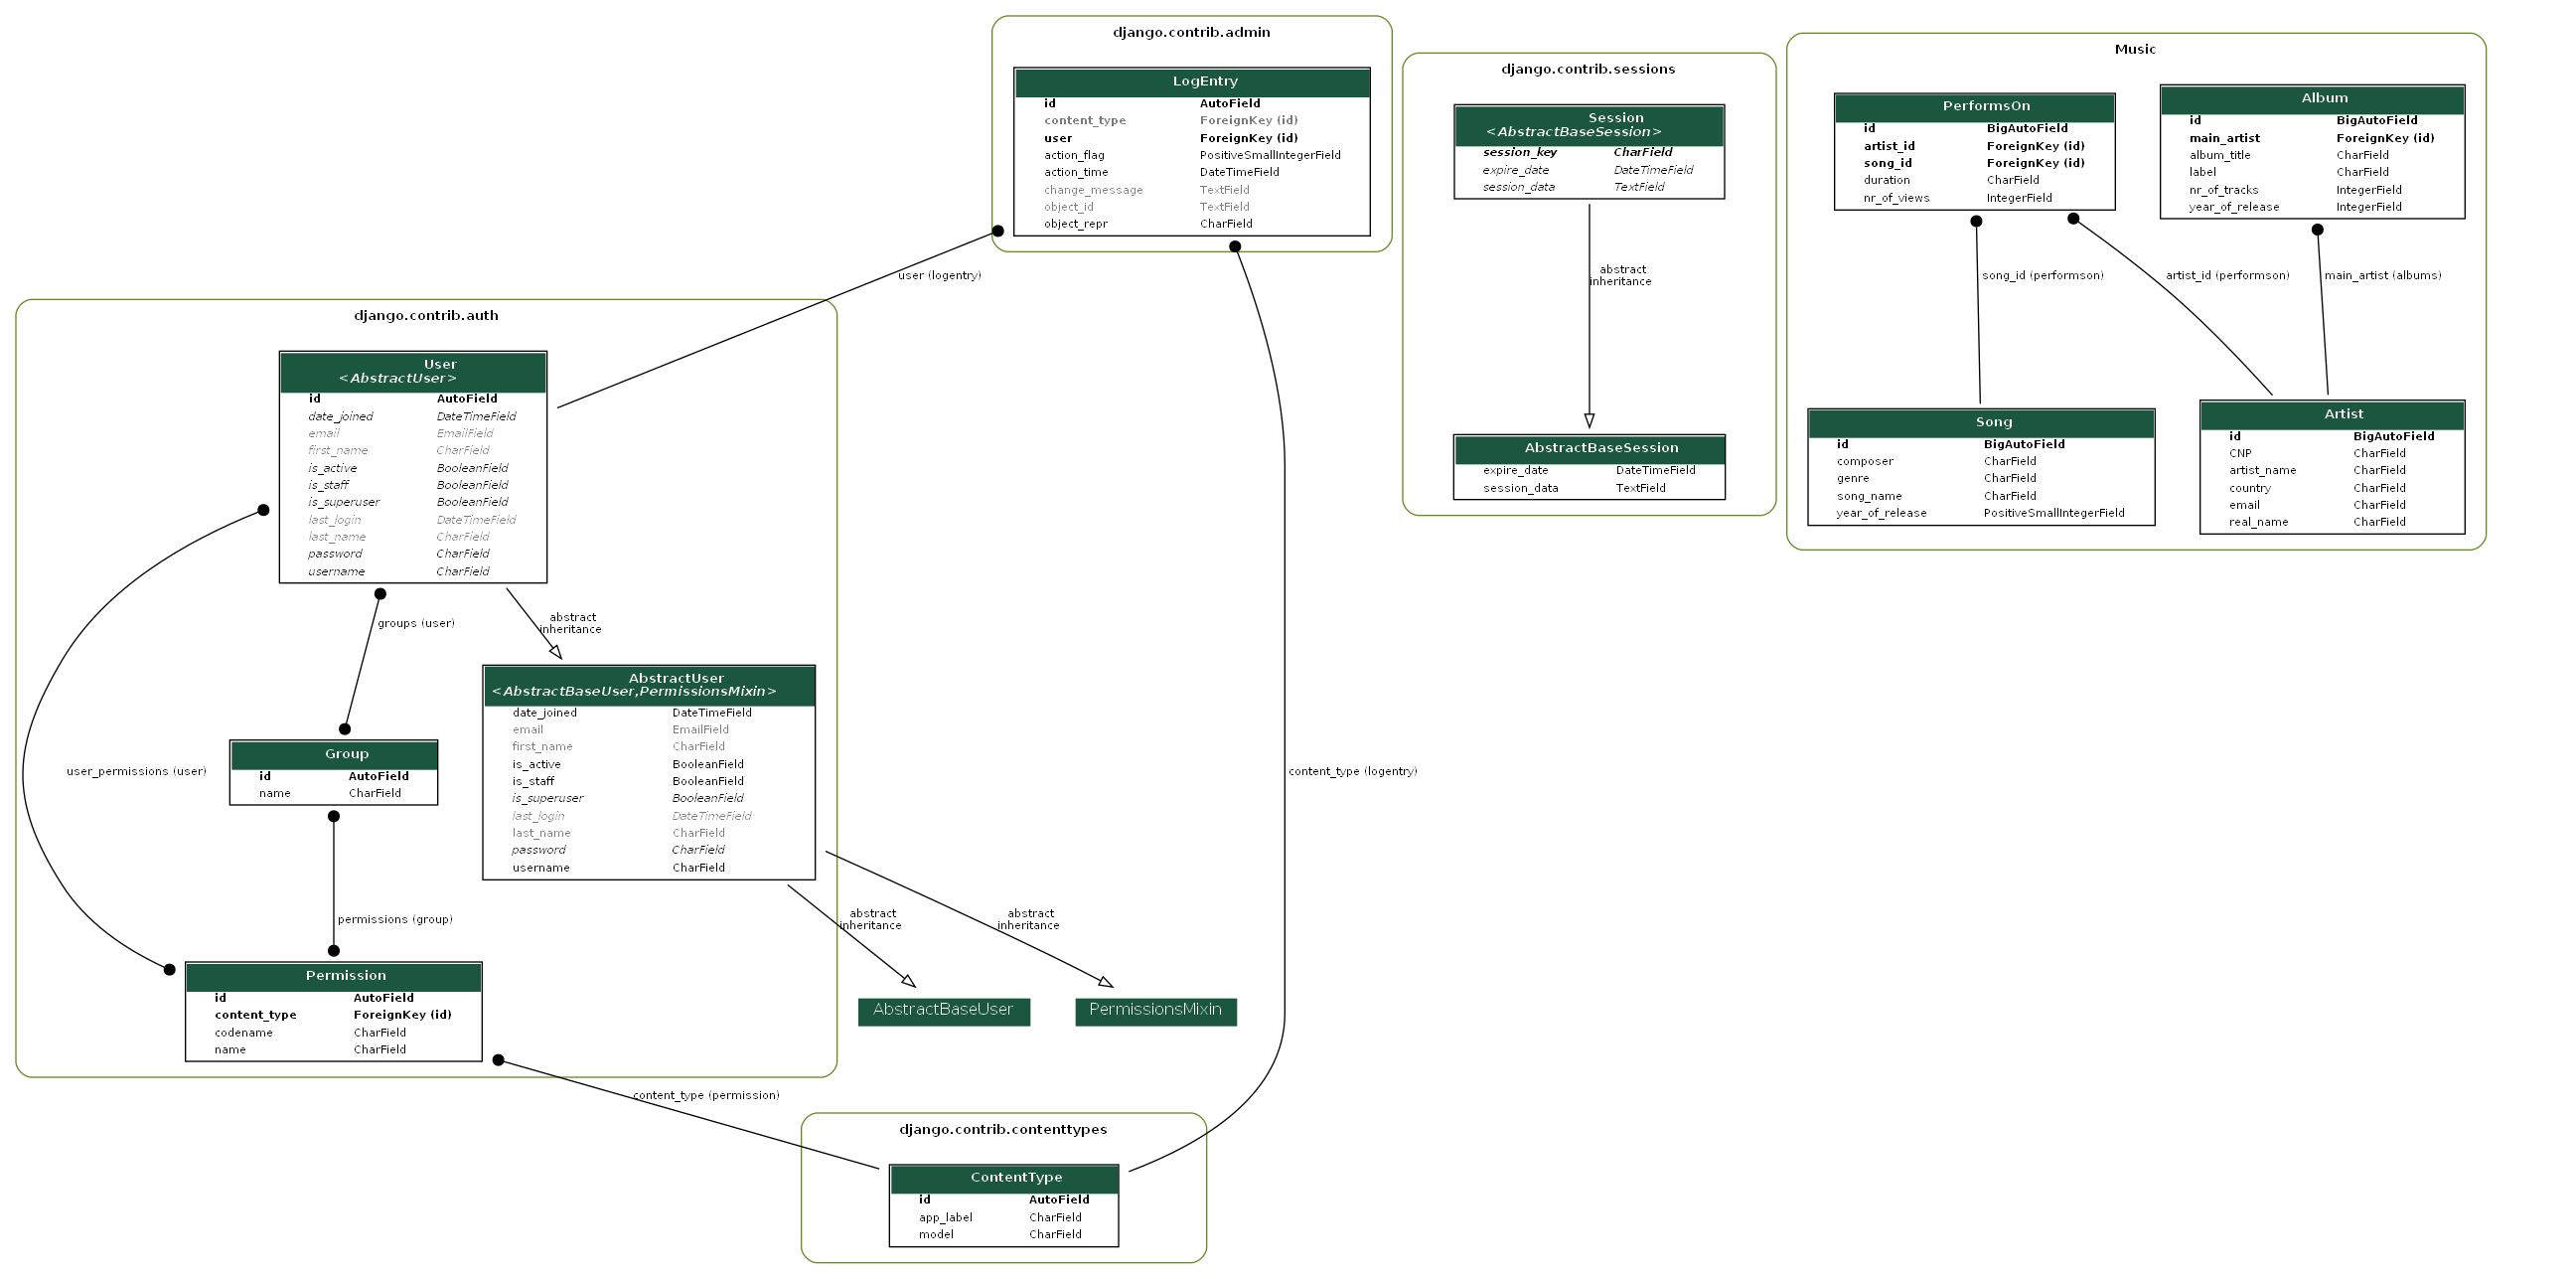 django.contrib.admin
LogEntry
id AutoField
content_type ForeignKey (id)
user ForeignKey (id)
action_flag PositiveSmallIntegerField
action_time DateTimeField
change_message TextField
object_id TextField
object_repr CharField
django.contrib.sessions
Session
<AbstractBaseSession>
session_key CharField
expire_date DateTimeField
session_data TextField
abstract
inheritance
AbstractBaseSession
expire_date DateTimeField
session_data TextField
Music
PerformsOn
id BigAutoField
artist_id ForeignKey (id)
song_id ForeignKey (id)
duration CharField
nr_of_views IntegerField
Album
id BigAutoField
main_artist ForeignKey (id)
album_title CharField
label CharField
nr_of_tracks IntegerField
year_of_release IntegerField
song_id (performson)
artist_id (performson)
main_artist (albums)
Song
id BigAutoField
composer CharField
genre CharField
song_name CharField
year_of_release PositiveSmallIntegerField
Artist
id BigAutoField
CNP CharField
artist_name CharField
country CharField
email CharField
real_name CharField
user (logentry)
django.contrib.auth
User
<AbstractUser>
id AutoField
date_joined DateTimeField
email EmailField
first_name CharField
is_active BooleanField
is_staff BooleanField
is_superuser BooleanField
last_login DateTimeField
last_name CharField
password CharField
username CharField
groups (user)
abstract
inheritance
AbstractUser
<AbstractBaseUser,PermissionsMixin>
date_joined DateTimeField
email EmailField
first_name CharField
is_active BooleanField
is_staff BooleanField
is_superuser BooleanField
last_login DateTimeField
last_name CharField
password CharField
username CharField
user_permissions (user)
Group
id AutoField
name CharField
content_type (logentry)
permissions (group)
abstract
inheritance
abstract
inheritance
Permission
id AutoField
content_type ForeignKey (id)
codename CharField
name CharField
AbstractBaseUser
PermissionsMixin
content_type (permission)
django.contrib.contenttypes
ContentType
id AutoField
app_label CharField
model CharField